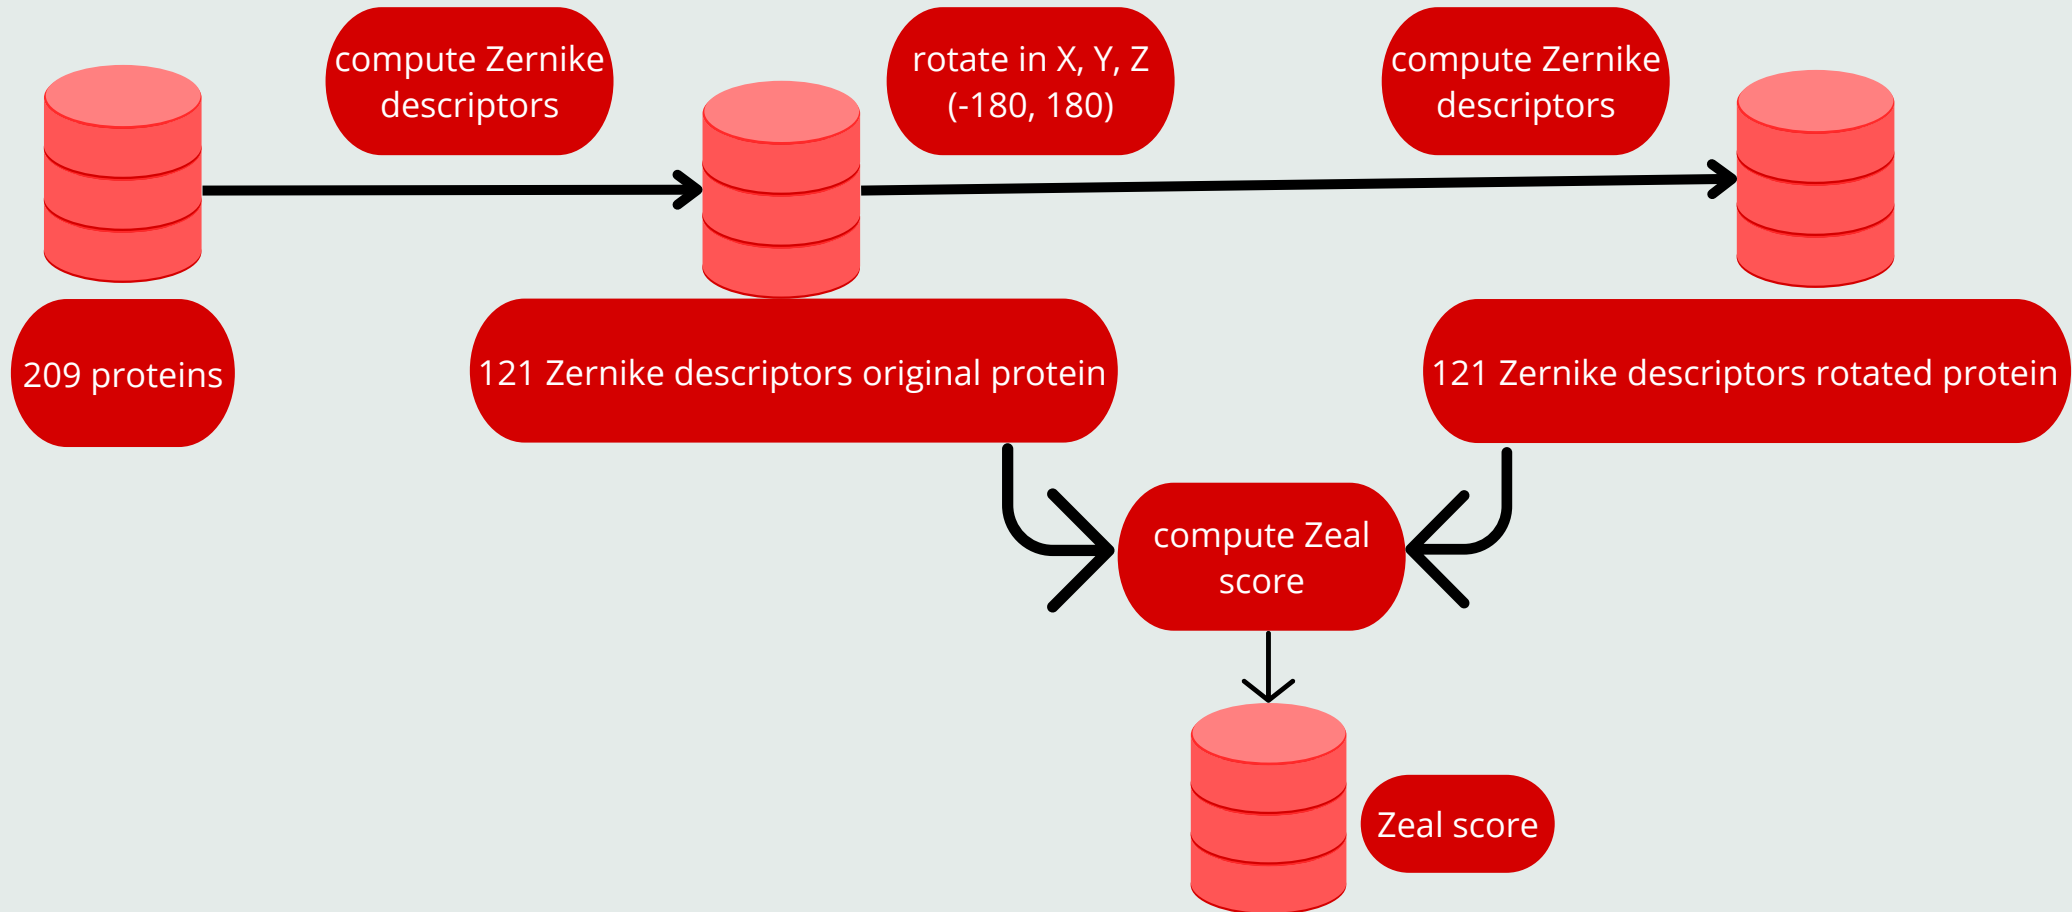 compute Zernike
descriptors
rotate in X, Y, Z
(-180, 180)
compute Zernike
descriptors
209 proteins
121 Zernike descriptors original protein
121 Zernike descriptors rotated protein
compute Zeal
score
Zeal score